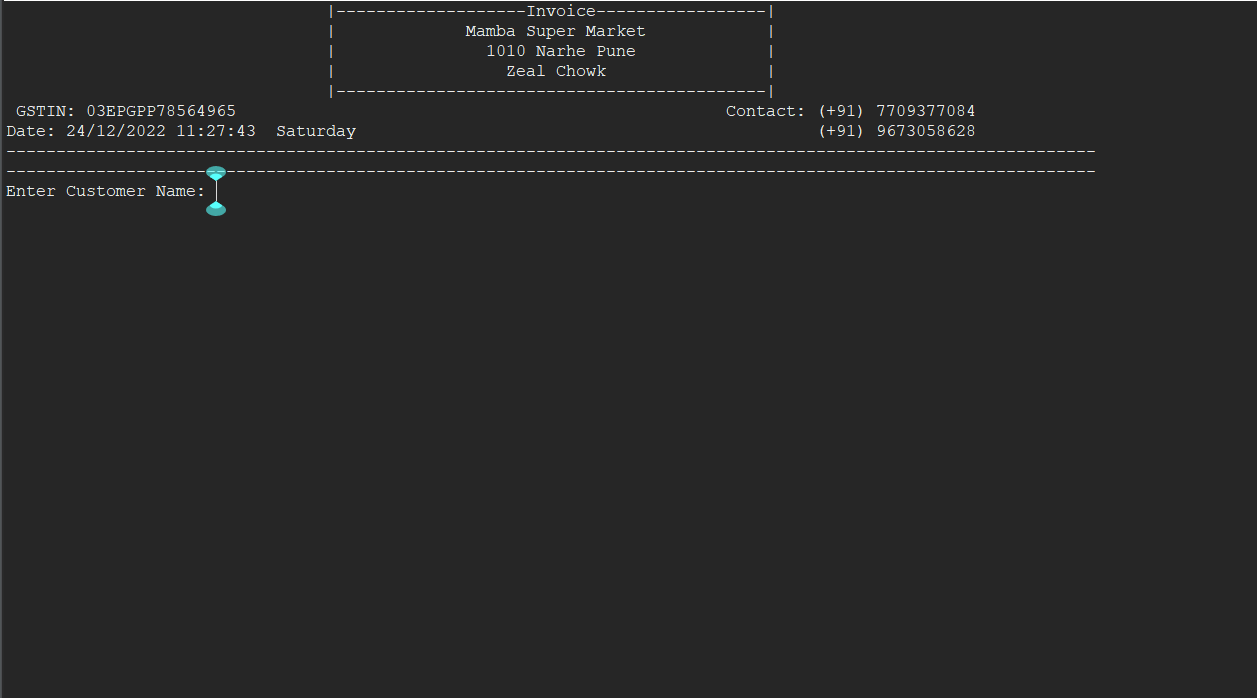 |-------------------Invoice-----------------|
| Mamba Super Market |
| 1010 Narhe Pune |
| Zeal Chowk |
|-------------------------------------------|
GSTIN: 03EPGPP78564965 Contact: (+91) 7709377084
Date: 24/12/2022 11:27:43 Saturday (+91) 9673058628
-------------------------------------------------------------------------------------------------------------
-------------------------------------------------------------------------------------------------------------
Enter Customer Name: